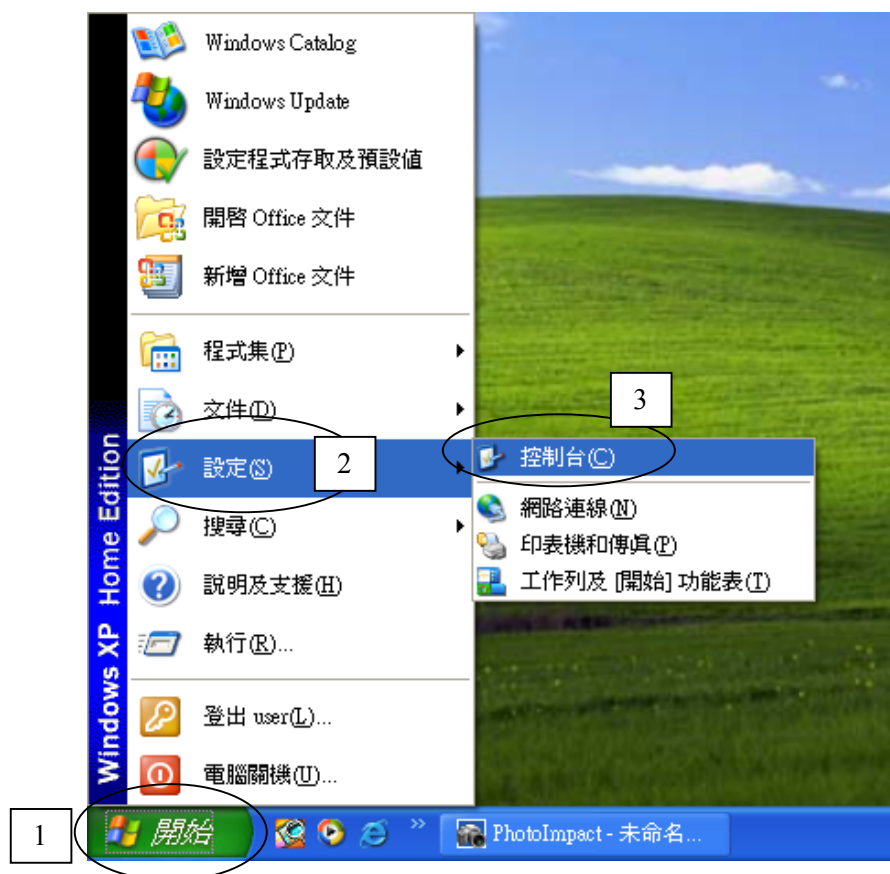 Windows Catalog
Windows Update
設定程式存取及預設值
開啓 Office 文件
新增 Office 文件
程式集(P)
文件(D)
3
設定(S)
2
控制台(C)
搜尋(C)
網路連線(N)
印表機和傳真(P)
說明及支援(H)
工作列及 [開始] 功能表(T)
執行(R)...
登出 user(L)...
電腦關機(U)...
Windows XP Home Edition
1
開始
PhotoImpact - 未命名...